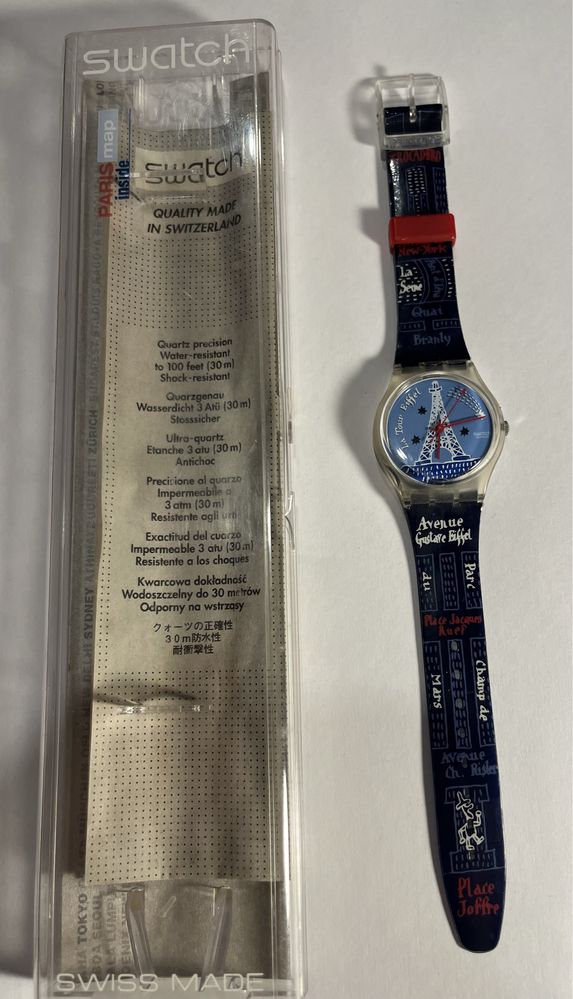 swatch
PARIS map
inside
swatch
QUALITY MADE
IN SWITZERLAND
Quartz precision
Water-resistant
to 100 feet (30 m)
Shock-resistant
Quarzgenau
Wasserdicht 3 Atü (30 m)
Stosssicher
Ultra-quartz
Etanche 3 atu (30 m)
Antichoc
Precisione al quarzo
Impermeabile a
3 atm (30 m)
Resistente agli urti
Exactitud del cuarzo
Impermeable 3 atu (30 m)
Resistente a los choques
Kwarcowa dokładność
Wodoszczelny do 30 metrów
Odporny na wstrząsy
クォーツの正確性
30m防水性
耐衝撃性
SYDNEY
ZÜRICH
TOKYO
SEOUL
SWISS MADE
TROCADERO
New-York
La
Seine
Quai
Branly
La Tour Eiffel
Avenue
Gustave Eiffel
Parc
du
Place Jacques
Rueff
Champ de
Mars
Avenue
Ch. Risler
Place
Joffre